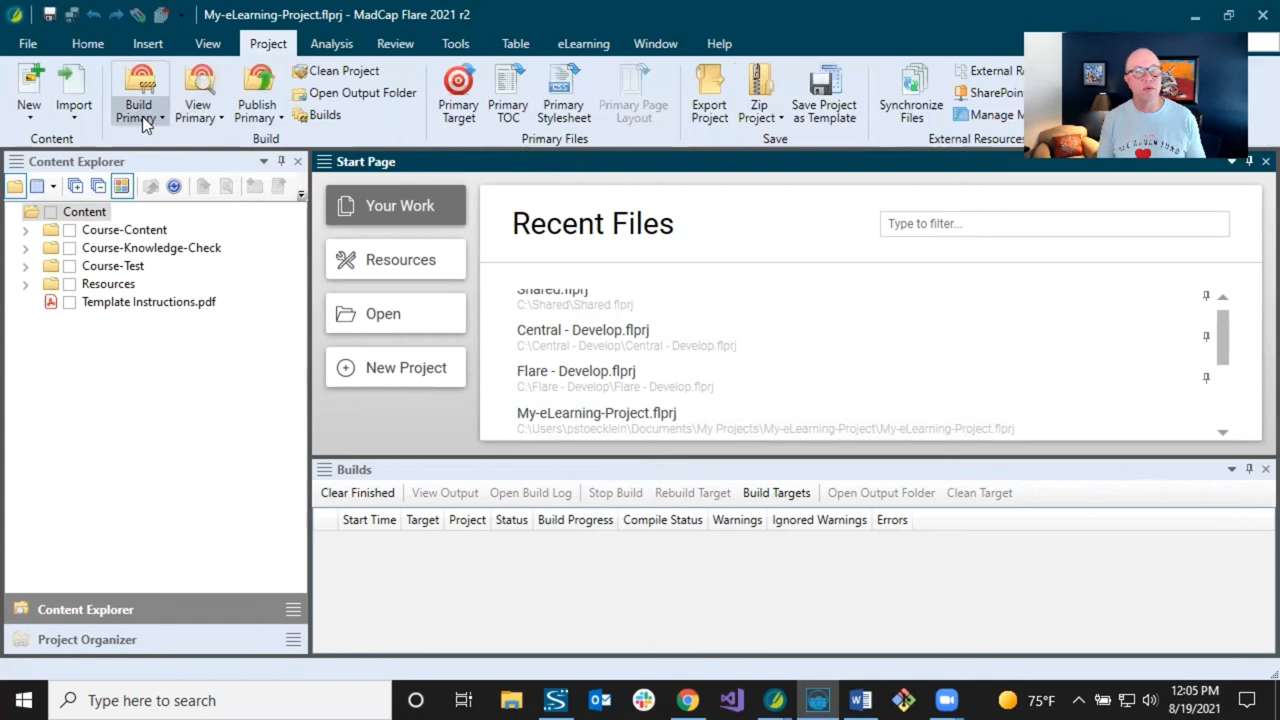 My-eLearning-Project.flprj - MadCap Flare 2021 r2
File Home Insert View Project Analysis Review Tools Table eLearning Window Help
New
Import
Content
Build
Primary
View
Primary
Publish
Primary
Clean Project
Open Output Folder
Builds
Build
Primary
Target
Primary
TOC
Primary
Stylesheet
Primary Page
Layout
Primary Files
Export
Project
Zip
Project
Save Project
as Template
Save
Synchronize
Files
External R
SharePoin
Manage M
External Resources
Content Explorer
Content
Course-Content
Course-Knowledge-Check
Course-Test
Resources
Template Instructions.pdf
Content Explorer
Project Organizer
Start Page
Your Work
Resources
Open
New Project
Recent Files
Type to filter...
Shared.flprj
C:\Shared\Shared.flprj
Central - Develop.flprj
C:\Central - Develop\Central - Develop.flprj
Flare - Develop.flprj
C:\Flare - Develop\Flare - Develop.flprj
My-eLearning-Project.flprj
C:\Users\pstoecklein\Documents\My Projects\My-eLearning-Project\My-eLearning-Project.flprj
Builds
Clear Finished View Output Open Build Log Stop Build Rebuild Target Build Targets Open Output Folder Clean Target
Start Time Target Project Status Build Progress Compile Status Warnings Ignored Warnings Errors
Type here to search
75°F
12:05 PM
8/19/2021